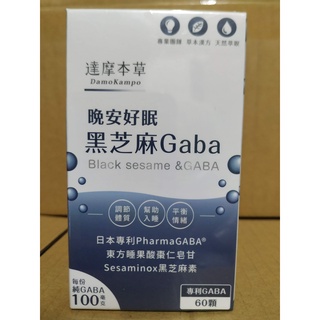 專業團隊 草本漢方 天然萃取
達摩本草
DamoKampo
晚安好眠
黑芝麻Gaba
Black sesame &GABA
調節體質
幫助入睡
平衡情緒
日本專利PharmaGABA®
東方睡果酸棗仁皂甘
Sesaminox黑芝麻素
每份
純GABA
100毫克
專利GABA
60顆